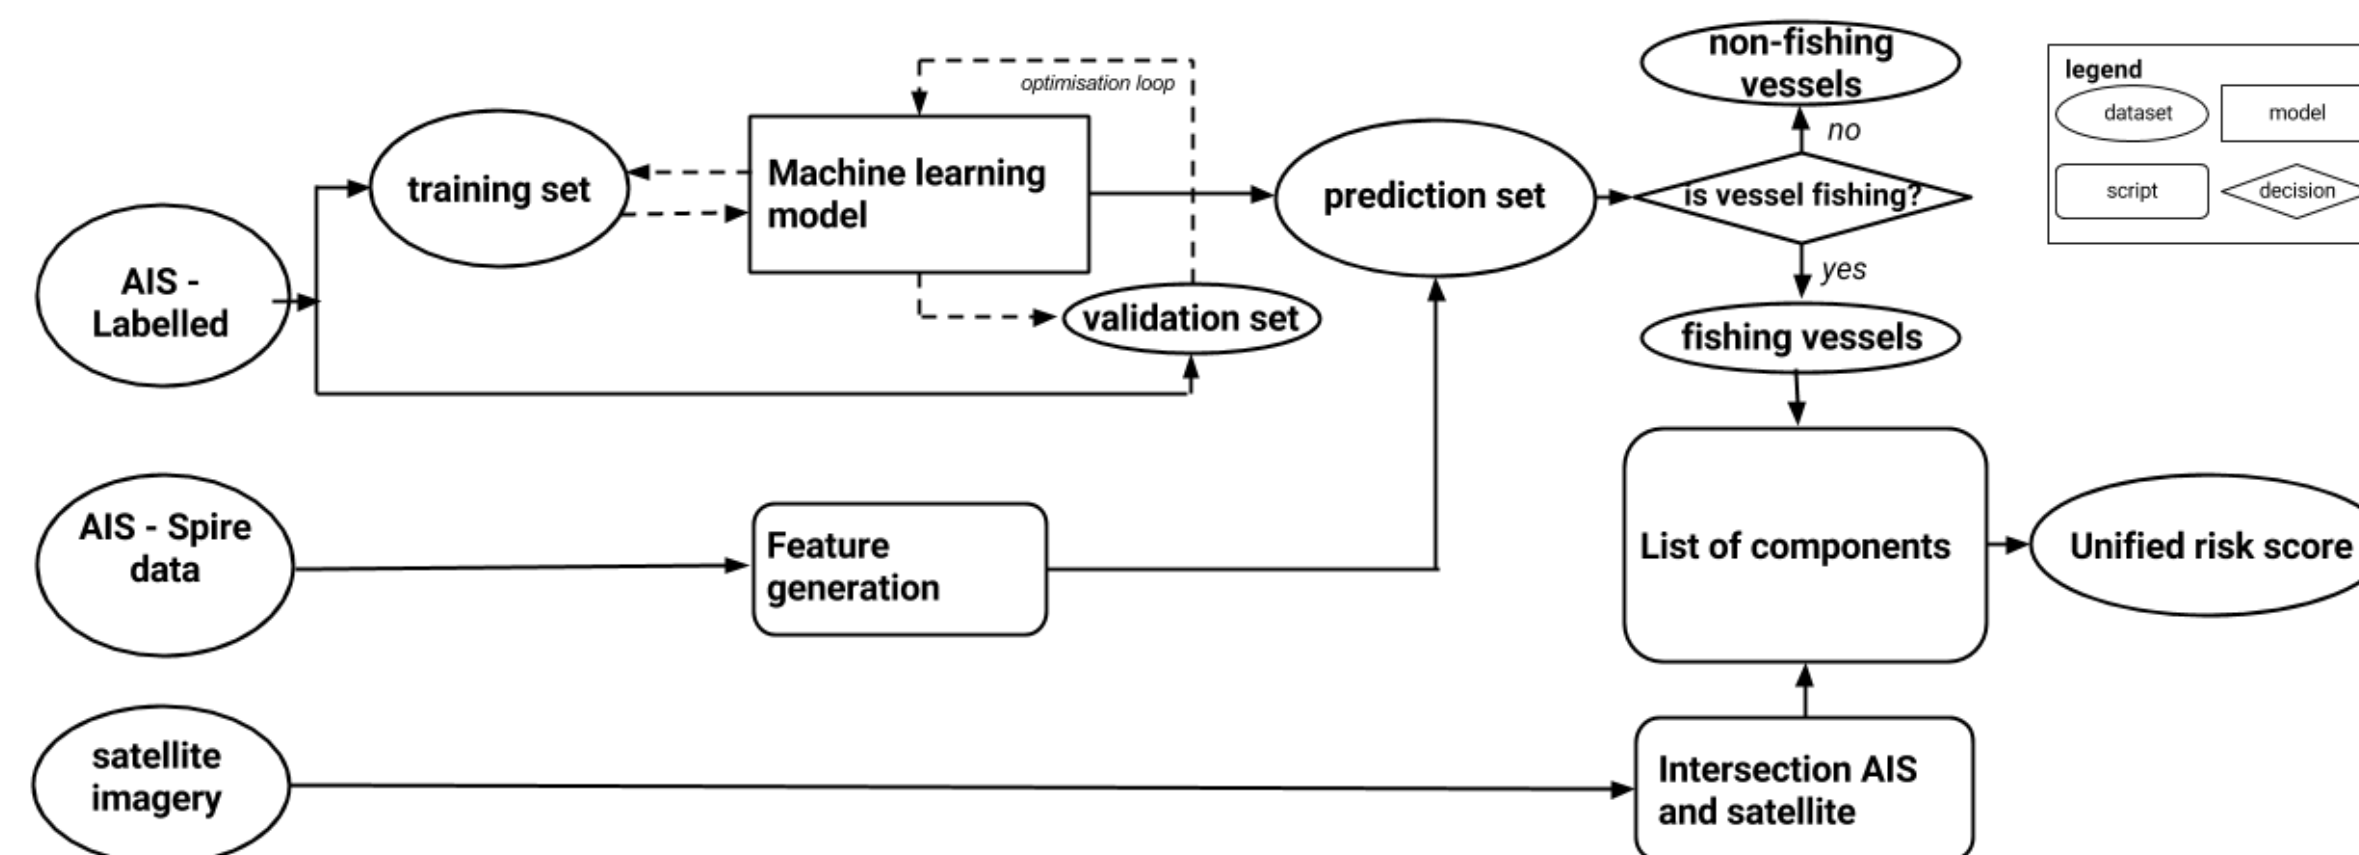 non-fishing
vessels
legend
dataset
model
script
decision
optimisation loop
no
training set
Machine learning
model
prediction set
is vessel fishing?
yes
AIS -
Labelled
validation set
fishing vessels
AIS - Spire
data
Feature
generation
List of components
Unified risk score
satellite
imagery
Intersection AIS
and satellite